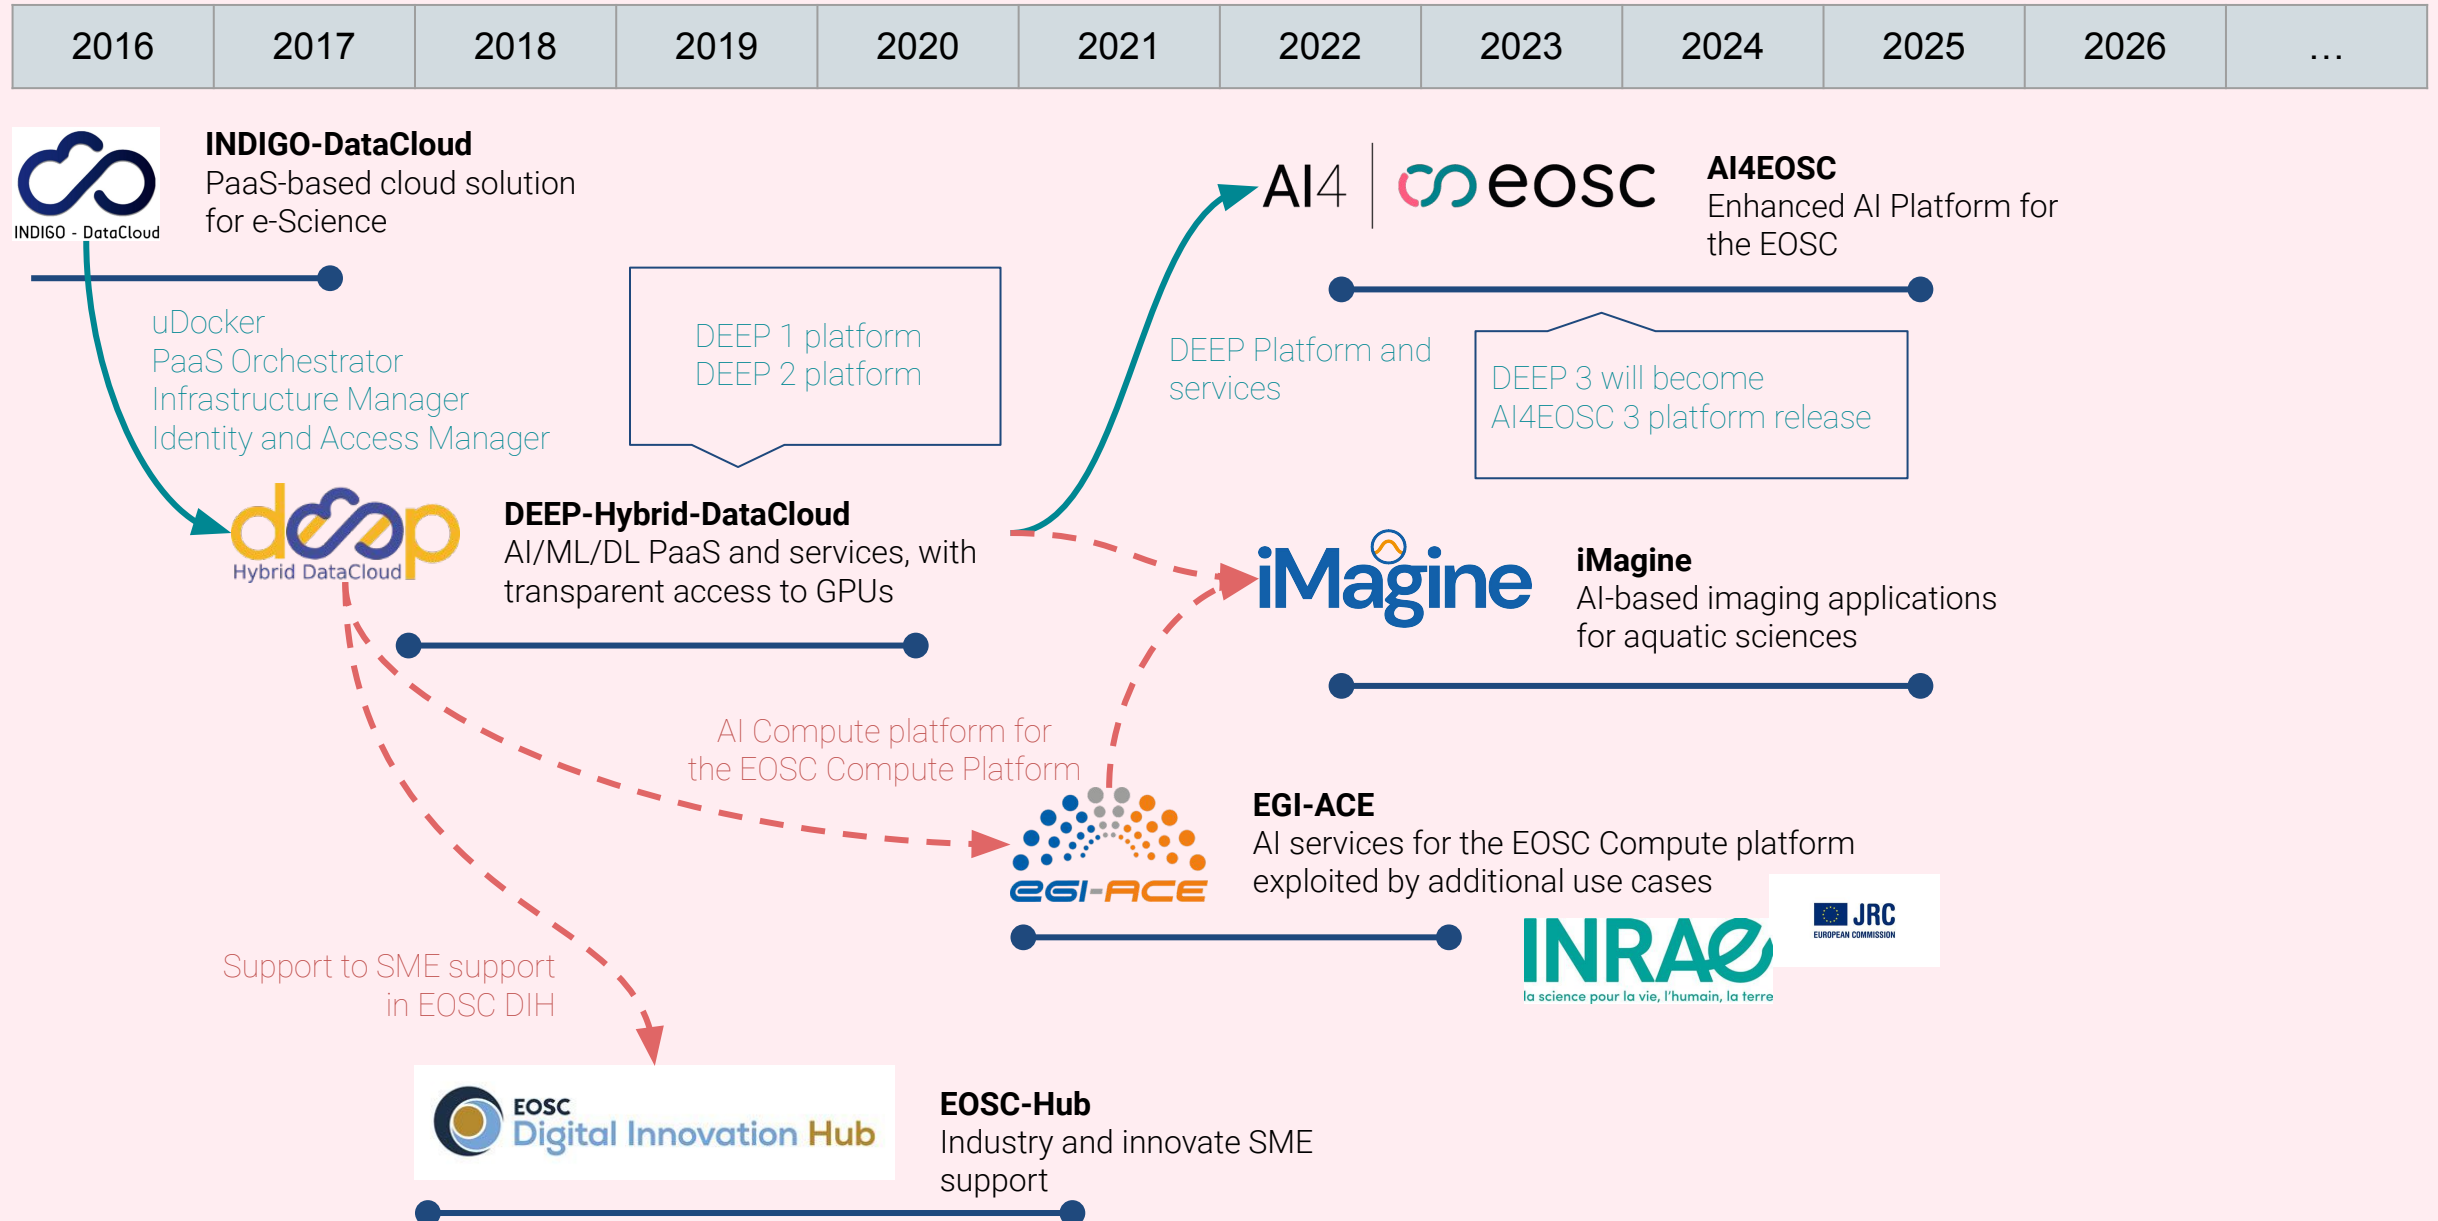 2016 2017 2018 2019 2020 2021 2022 2023 2024 2025 2026 ...
INDIGO - DataCloud
INDIGO-DataCloud
PaaS-based cloud solution
for e-Science
AI4 eosc
AI4EOSC
Enhanced AI Platform for
the EOSC
uDocker
PaaS Orchestrator
Infrastructure Manager
Identity and Access Manager
DEEP 1 platform
DEEP 2 platform
DEEP Platform and
services
DEEP 3 will become
AI4EOSC 3 platform release
deep
Hybrid DataCloud
DEEP-Hybrid-DataCloud
AI/ML/DL PaaS and services, with
transparent access to GPUs
iMagine
iMagine
AI-based imaging applications
for aquatic sciences
AI Compute platform for
the EOSC Compute Platform
EGI-ACE
EGI-ACE
AI services for the EOSC Compute platform
exploited by additional use cases
INRAE
la science pour la vie, l'humain, la terre
JRC
EUROPEAN COMMISSION
Support to SME support
in EOSC DIH
EOSC
Digital Innovation Hub
EOSC-Hub
Industry and innovate SME
support